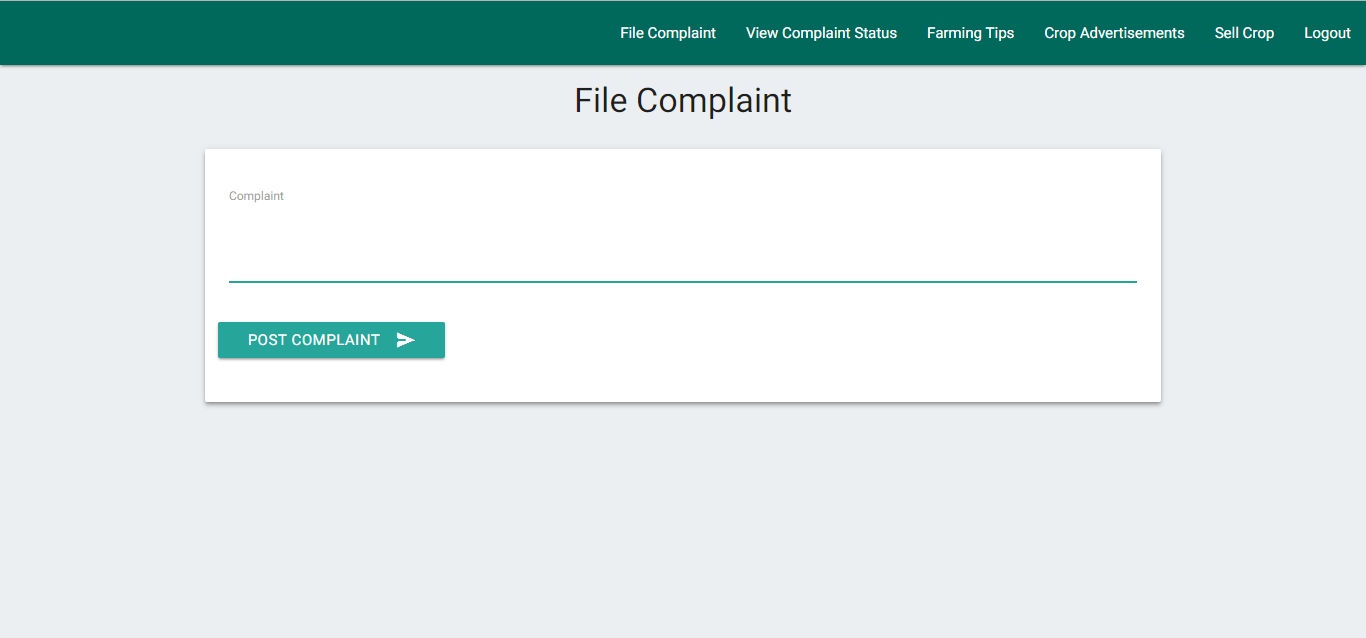 File Complaint View Complaint Status Farming Tips Crop Advertisements Sell Crop Logout
File Complaint
Complaint
POST COMPLAINT